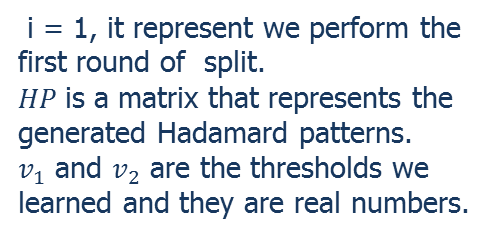 i = 1, it represent we perform the
first round of split.
HP is a matrix that represents the
generated Hadamard patterns.
v₁ and v₂ are the thresholds we
learned and they are real numbers.